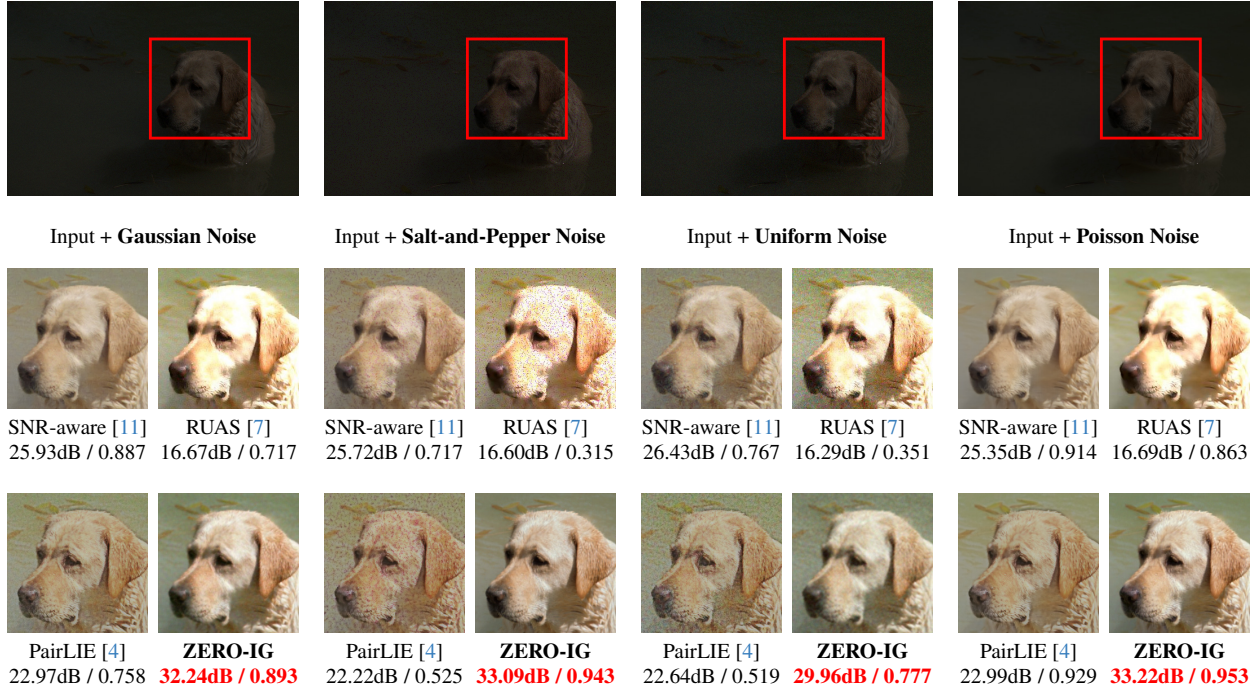 Input + Gaussian Noise
Input + Salt-and-Pepper Noise
Input + Uniform Noise
Input + Poisson Noise
SNR-aware [11]
25.93dB / 0.887
RUAS [7]
16.67dB / 0.717
SNR-aware [11]
25.72dB / 0.717
RUAS [7]
16.60dB / 0.315
SNR-aware [11]
26.43dB / 0.767
RUAS [7]
16.29dB / 0.351
SNR-aware [11]
25.35dB / 0.914
RUAS [7]
16.69dB / 0.863
PairLIE [4]
22.97dB / 0.758
ZERO-IG
32.24dB / 0.893
PairLIE [4]
22.22dB / 0.525
ZERO-IG
33.09dB / 0.943
PairLIE [4]
22.64dB / 0.519
ZERO-IG
29.96dB / 0.777
PairLIE [4]
22.99dB / 0.929
ZERO-IG
33.22dB / 0.953